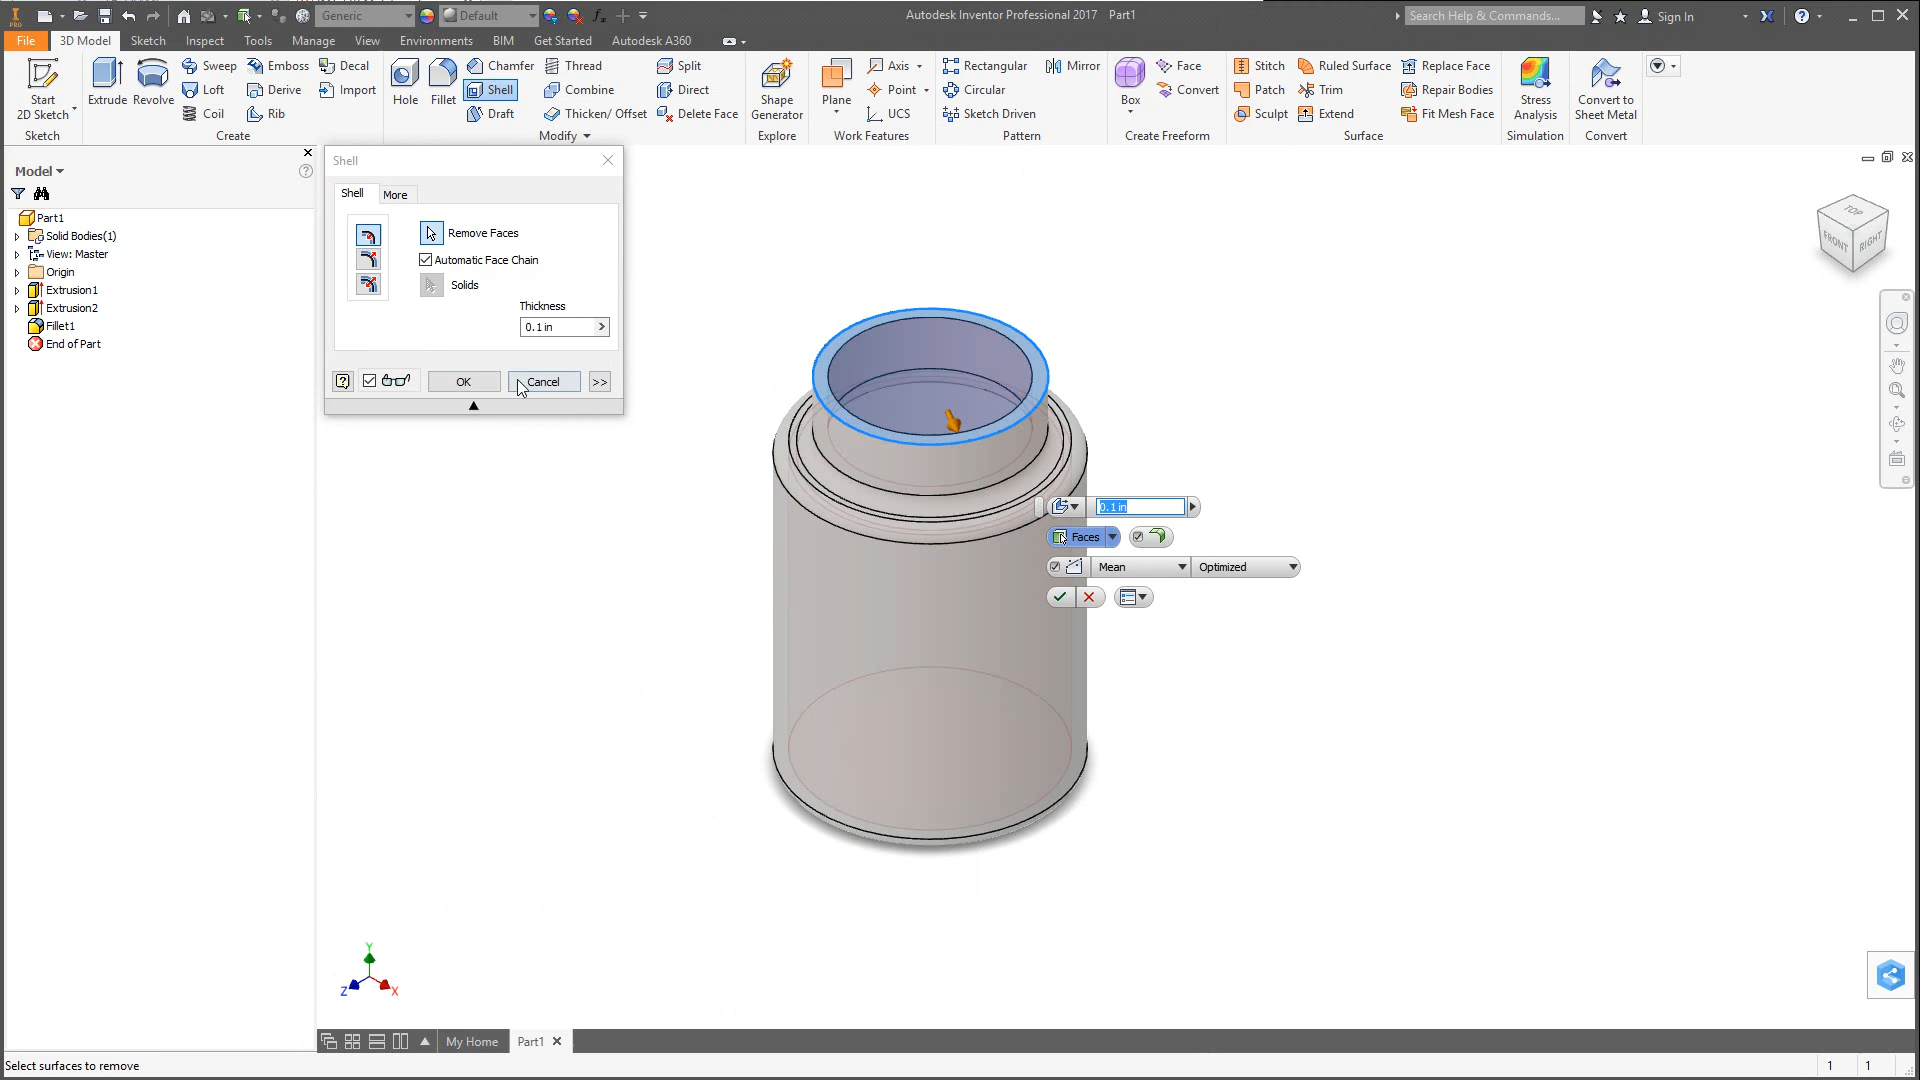 PRO
Generic
Default
fx
Autodesk Inventor Professional 2017 Part1
Search Help & Commands...
Sign In
File 3D Model Sketch Inspect Tools Manage View Environments BIM Get Started Autodesk A360
Start 2D Sketch
Sketch
Extrude
Revolve
Sweep
Loft
Coil
Emboss
Derive
Rib
Decal
Import
Create
Hole
Fillet
Chamfer
Shell
Draft
Thread
Combine
Thicken/ Offset
Split
Direct
Delete Face
Modify
Shape Generator
Explore
Plane
Axis
Point
UCS
Work Features
Rectangular
Circular
Sketch Driven
Mirror
Pattern
Box
Face
Convert
Create Freeform
Stitch
Patch
Sculpt
Ruled Surface
Trim
Extend
Replace Face
Repair Bodies
Fit Mesh Face
Surface
Stress Analysis
Simulation
Convert to Sheet Metal
Convert
Model
Part1
Solid Bodies(1)
View: Master
Origin
Extrusion1
Extrusion2
Fillet1
End of Part
Shell
Shell More
Remove Faces
Automatic Face Chain
Solids
Thickness
0.1 in
OK
Cancel
>>
TOP
FRONT
RIGHT
0.1 in
Faces
Mean
Optimized
Y
Z
X
My Home
Part1
Select surfaces to remove
1 1